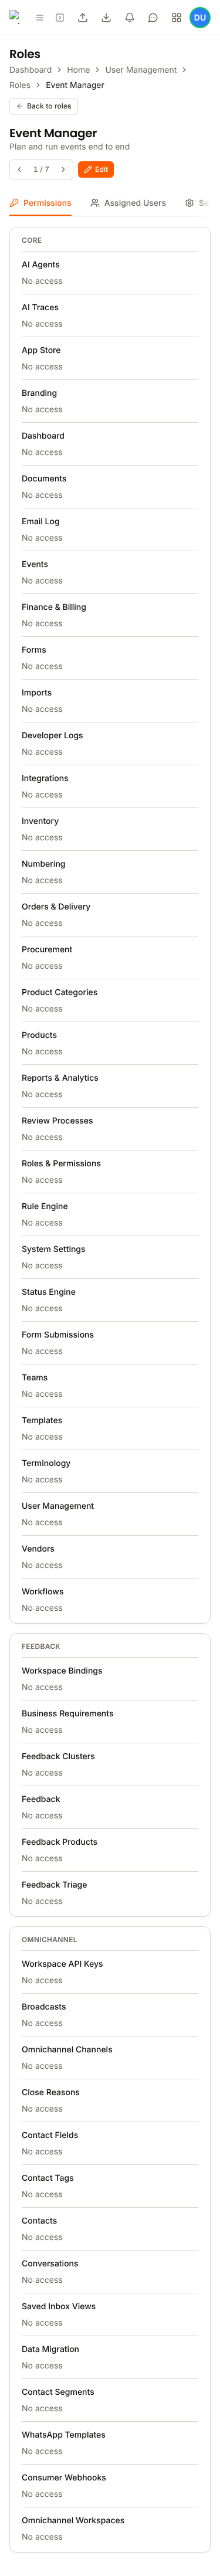 DU
Roles
Dashboard > Home > User Management >
Roles > Event Manager
Back to roles
Event Manager
Plan and run events end to end
1 / 7
Edit
Permissions
Assigned Users
CORE
AI Agents
No access
AI Traces
No access
App Store
No access
Branding
No access
Dashboard
No access
Documents
No access
Email Log
No access
Events
No access
Finance & Billing
No access
Forms
No access
Imports
No access
Developer Logs
No access
Integrations
No access
Inventory
No access
Numbering
No access
Orders & Delivery
No access
Procurement
No access
Product Categories
No access
Products
No access
Reports & Analytics
No access
Review Processes
No access
Roles & Permissions
No access
Rule Engine
No access
System Settings
No access
Status Engine
No access
Form Submissions
No access
Teams
No access
Templates
No access
Terminology
No access
User Management
No access
Vendors
No access
Workflows
No access
FEEDBACK
Workspace Bindings
No access
Business Requirements
No access
Feedback Clusters
No access
Feedback
No access
Feedback Products
No access
Feedback Triage
No access
OMNICHANNEL
Workspace API Keys
No access
Broadcasts
No access
Omnichannel Channels
No access
Close Reasons
No access
Contact Fields
No access
Contact Tags
No access
Contacts
No access
Conversations
No access
Saved Inbox Views
No access
Data Migration
No access
Contact Segments
No access
WhatsApp Templates
No access
Consumer Webhooks
No access
Omnichannel Workspaces
No access